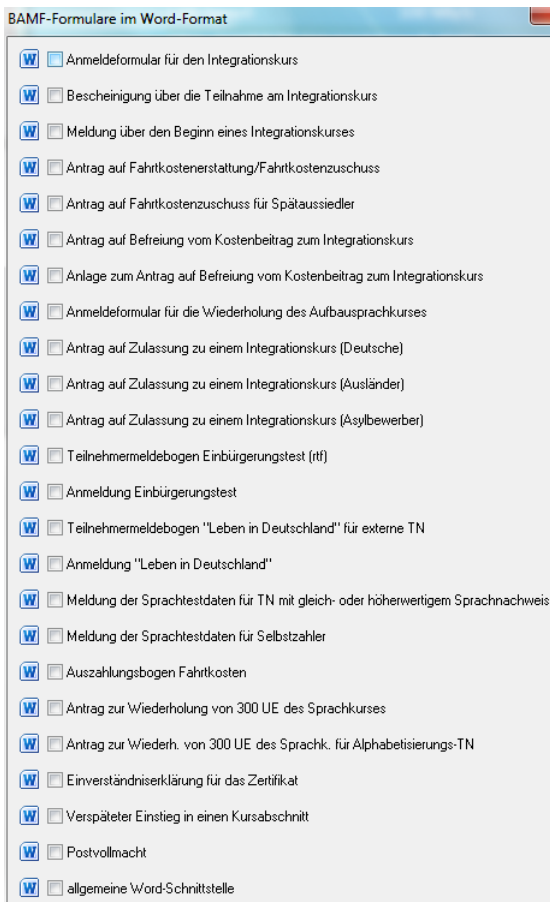 BAMF-Formulare im Word-Format
W Anmeldeformular für den Integrationskurs
W Bescheinigung über die Teilnahme am Integrationskurs
W Meldung über den Beginn eines Integrationskurses
W Antrag auf Fahrtkostenerstattung/Fahrtkostenzuschuss
W Antrag auf Fahrtkostenzuschuss für Spätaussiedler
W Antrag auf Befreiung vom Kostenbeitrag zum Integrationskurs
W Anlage zum Antrag auf Befreiung vom Kostenbeitrag zum Integrationskurs
W Anmeldeformular für die Wiederholung des Aufbausprachkurses
W Antrag auf Zulassung zu einem Integrationskurs (Deutsche)
W Antrag auf Zulassung zu einem Integrationskurs (Ausländer)
W Antrag auf Zulassung zu einem Integrationskurs (Asylbewerber)
W Teilnehmermeldebogen Einbürgerungstest (rtf)
W Anmeldung Einbürgerungstest
W Teilnehmermeldebogen "Leben in Deutschland" für externe TN
W Anmeldung "Leben in Deutschland"
W Meldung der Sprachtestdaten für TN mit gleich- oder höherwertigem Sprachnachweis
W Meldung der Sprachtestdaten für Selbstzahler
W Auszahlungsbogen Fahrtkosten
W Antrag zur Wiederholung von 300 UE des Sprachkurses
W Antrag zur Wiederh. von 300 UE des Sprachk. für Alphabetisierungs-TN
W Einverständniserklärung für das Zertifikat
W Verspäteter Einstieg in einen Kursabschnitt
W Postvollmacht
W allgemeine Word-Schnittstelle